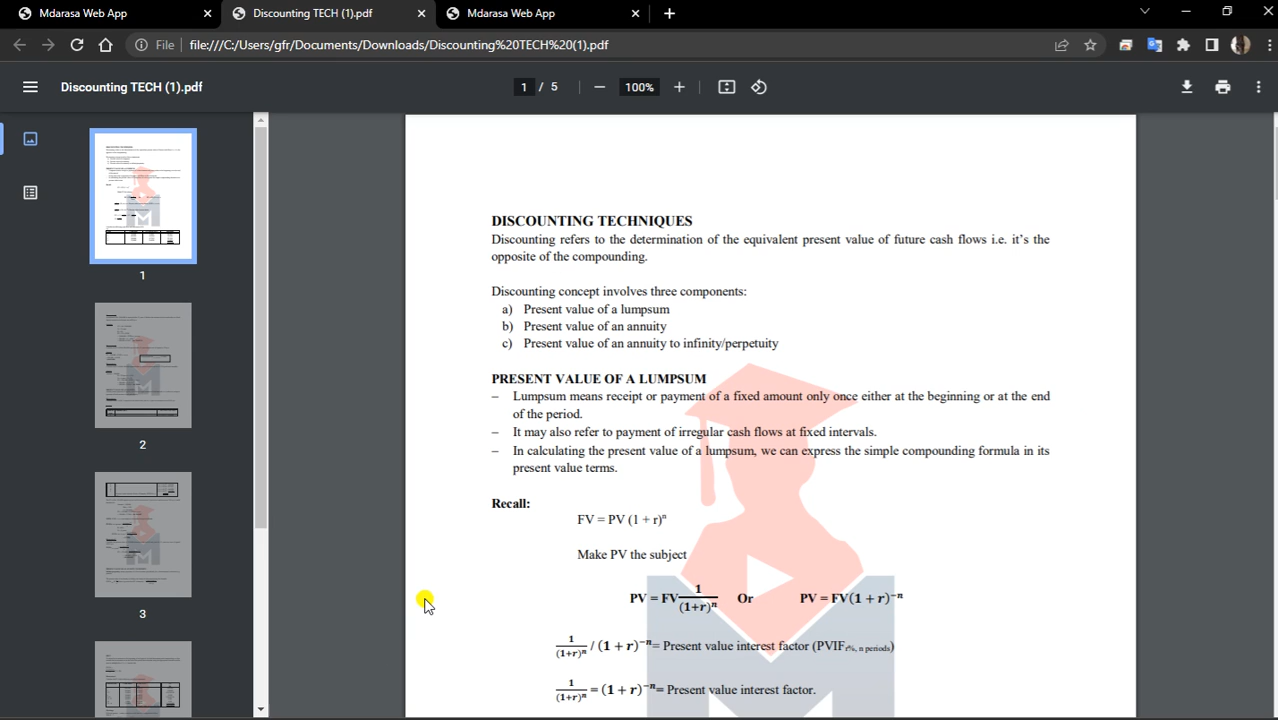 Mdarasa Web App
Discounting TECH (1).pdf
Mdarasa Web App
File
file:///C:/Users/gfr/Documents/Downloads/Discounting%20TECH%20(1).pdf
Discounting TECH (1).pdf
1 / 5
100%
1
2
3
DISCOUNTING TECHNIQUES
Discounting refers to the determination of the equivalent present value of future cash flows i.e. it's the
opposite of the compounding.
Discounting concept involves three components:
a) Present value of a lumpsum
b) Present value of an annuity
c) Present value of an annuity to infinity/perpetuity
PRESENT VALUE OF A LUMPSUM
– Lumpsum means receipt or payment of a fixed amount only once either at the beginning or at the end
of the period.
– It may also refer to payment of irregular cash flows at fixed intervals.
– In calculating the present value of a lumpsum, we can express the simple compounding formula in its
present value terms.
Recall:
FV = PV (1 + r)ⁿ
Make PV the subject
PV = FV 1/(1+r)ⁿ Or PV = FV(1 + r)⁻ⁿ
1/(1+r)ⁿ / (1 + r)⁻ⁿ = Present value interest factor (PVIFr%, n periods)
1/(1+r)ⁿ = (1 + r)⁻ⁿ = Present value interest factor.